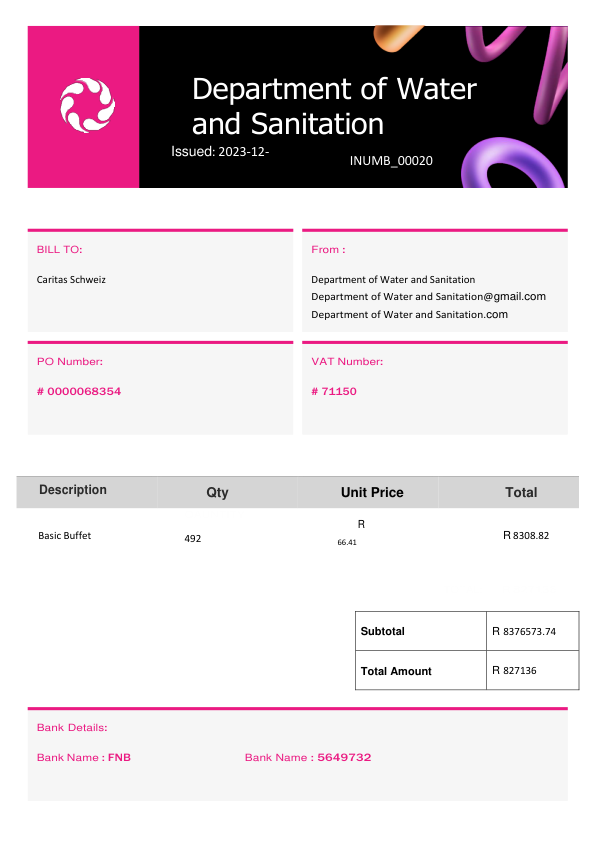 Department of Water
and Sanitation
Issued: 2023-12-
INUMB_00020
BILL TO:
Caritas Schweiz
From :
Department of Water and Sanitation
Department of Water and Sanitation@gmail.com
Department of Water and Sanitation.com
PO Number:
# 0000068354
VAT Number:
# 71150
Description Qty Unit Price Total
Basic Buffet 492 R 66.41 R 8308.82
Subtotal R 8376573.74
Total Amount R 827136
Bank Details:
Bank Name : FNB Bank Name : 5649732